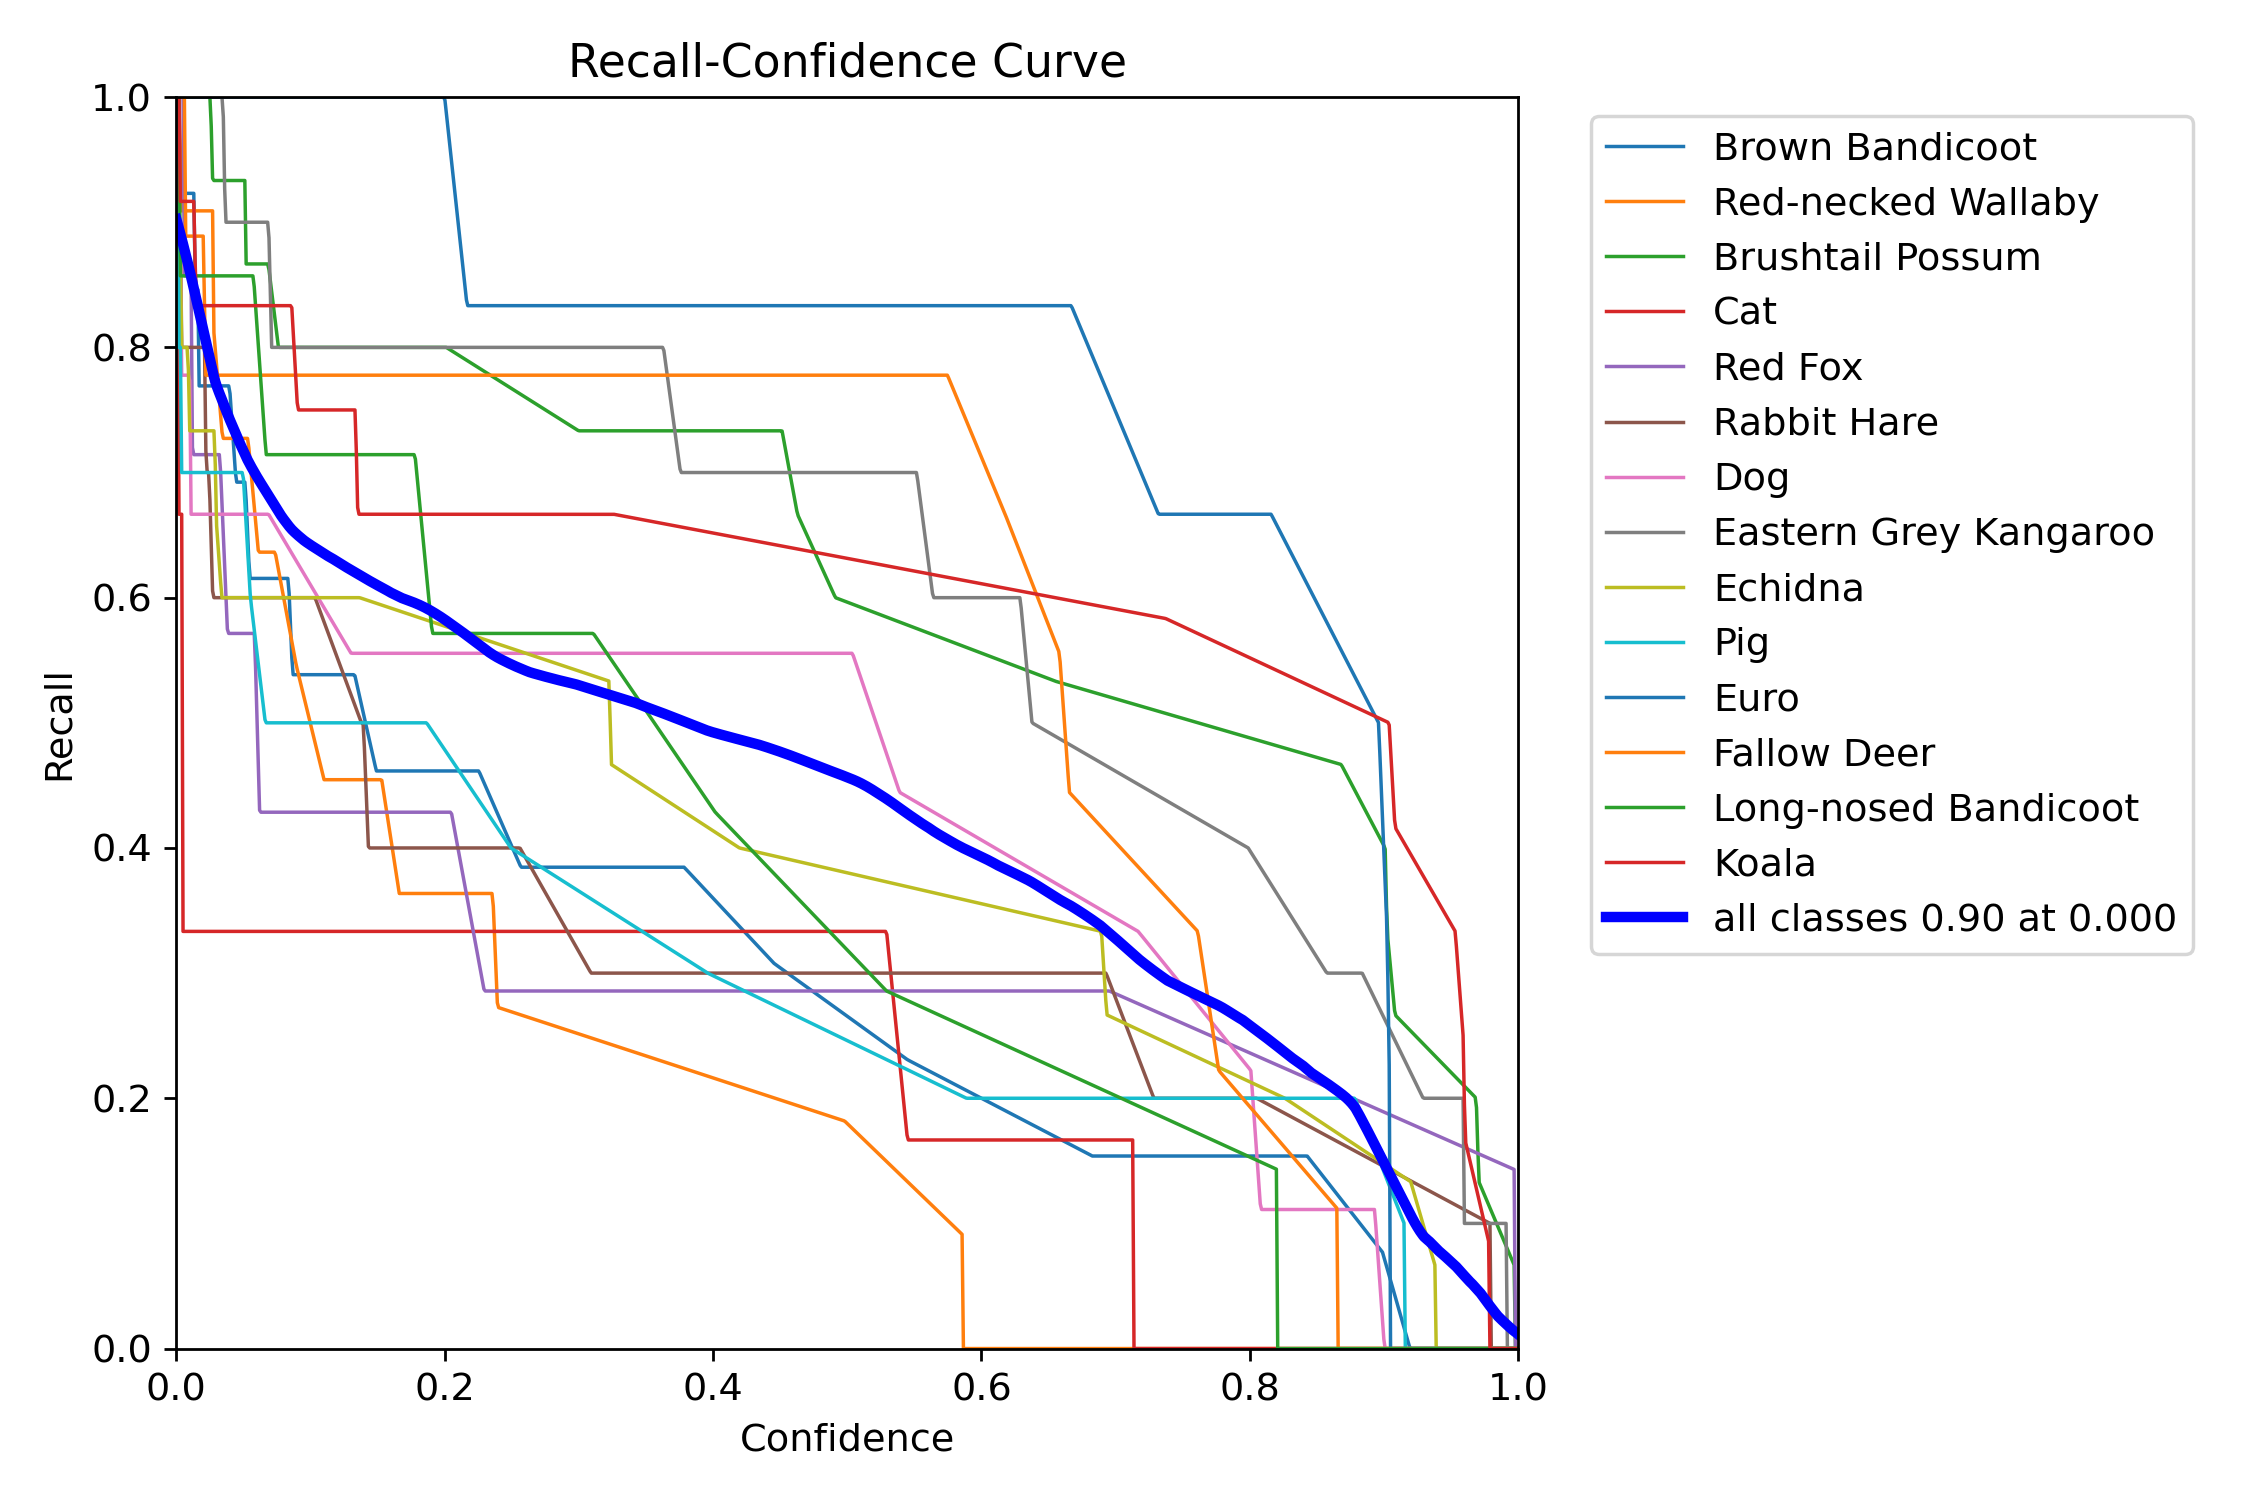 Recall-Confidence Curve
1.0
0.8
0.6
0.4
0.2
0.0
Recall
0.0 0.2 0.4 0.6 0.8 1.0
Confidence
Brown Bandicoot
Red-necked Wallaby
Brushtail Possum
Cat
Red Fox
Rabbit Hare
Dog
Eastern Grey Kangaroo
Echidna
Pig
Euro
Fallow Deer
Long-nosed Bandicoot
Koala
all classes 0.90 at 0.000